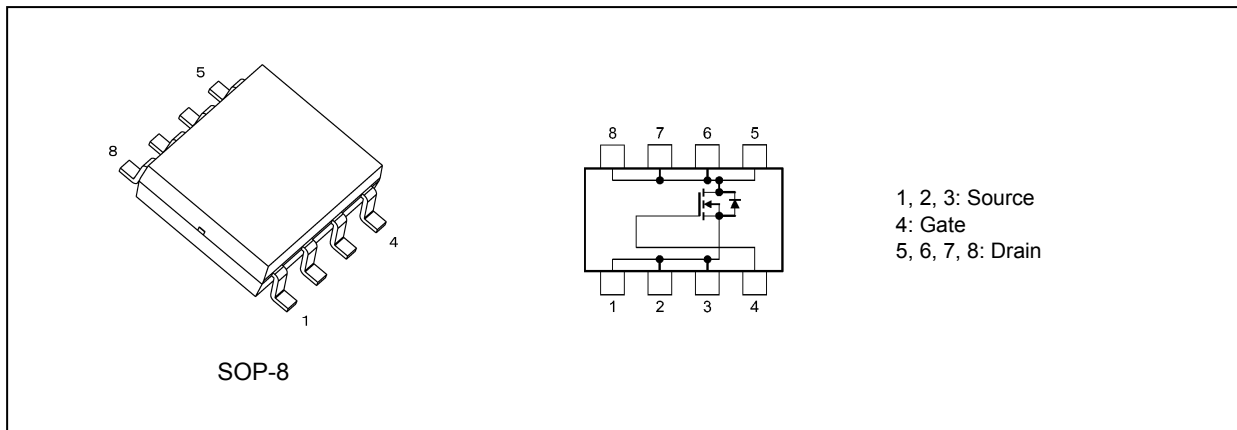 5
8
4
1
SOP-8
8 7 6 5
1 2 3 4
1, 2, 3: Source
4: Gate
5, 6, 7, 8: Drain